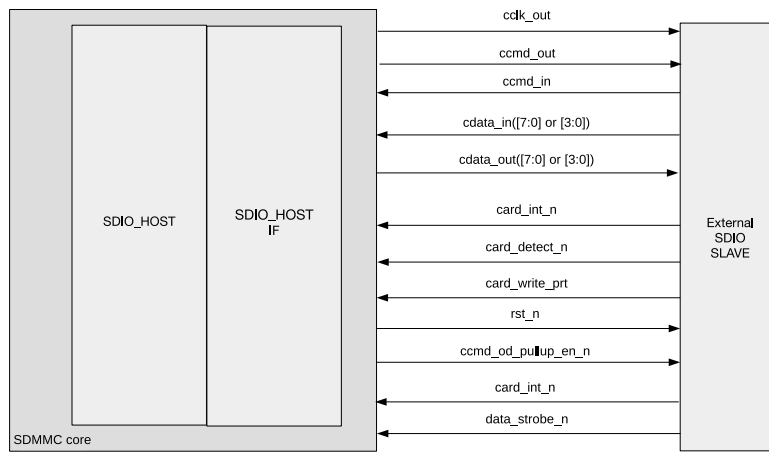 cclk_out
ccmd_out
ccmd_in
cdata_in([7:0] or [3:0])
cdata_out([7:0] or [3:0])
SDIO_HOST
SDIO_HOST
IF
card_int_n
External
SDIO
SLAVE
card_detect_n
card_write_prt
rst_n
ccmd_od_pullup_en_n
card_int_n
data_strobe_n
SDMMC core